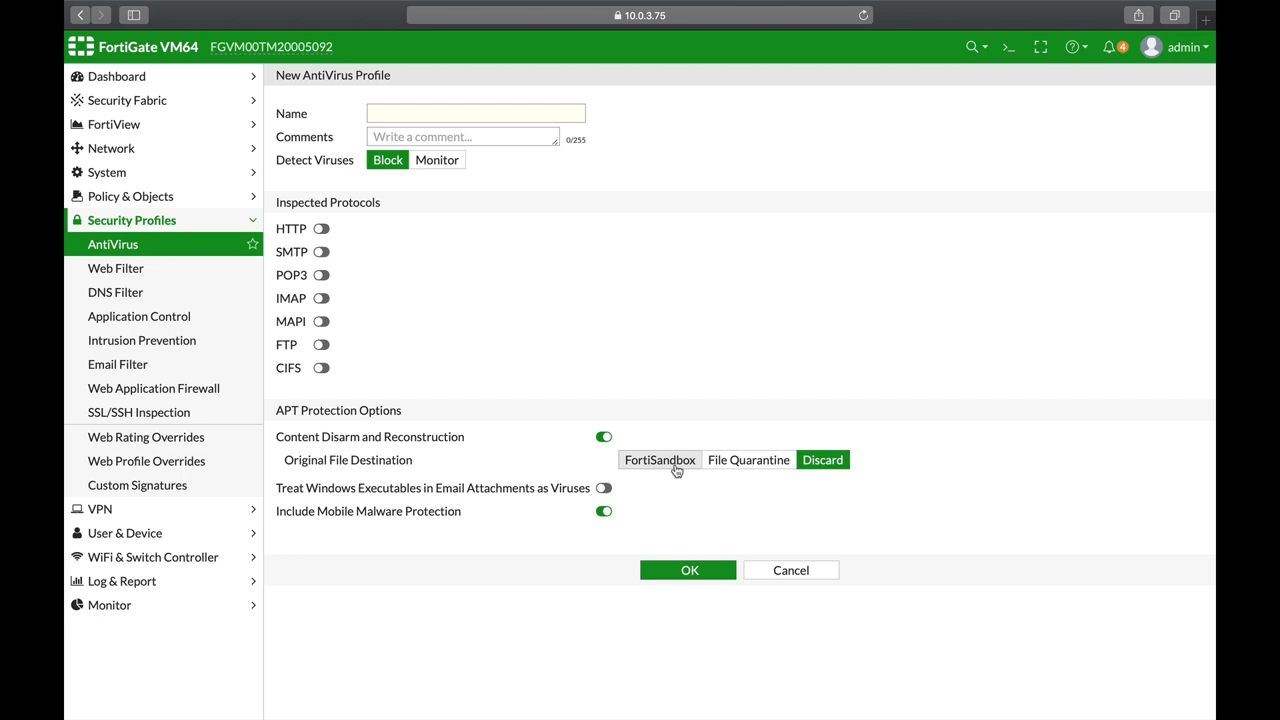 10.0.3.75
FortiGate VM64 FGVM00TM20005092
4 admin
Dashboard
Security Fabric
FortiView
Network
System
Policy & Objects
Security Profiles
AntiVirus
Web Filter
DNS Filter
Application Control
Intrusion Prevention
Email Filter
Web Application Firewall
SSL/SSH Inspection
Web Rating Overrides
Web Profile Overrides
Custom Signatures
VPN
User & Device
WiFi & Switch Controller
Log & Report
Monitor
New AntiVirus Profile
Name
Comments Write a comment... 0/255
Detect Viruses Block Monitor
Inspected Protocols
HTTP
SMTP
POP3
IMAP
MAPI
FTP
CIFS
APT Protection Options
Content Disarm and Reconstruction
Original File Destination FortiSandbox File Quarantine Discard
Treat Windows Executables in Email Attachments as Viruses
Include Mobile Malware Protection
OK Cancel